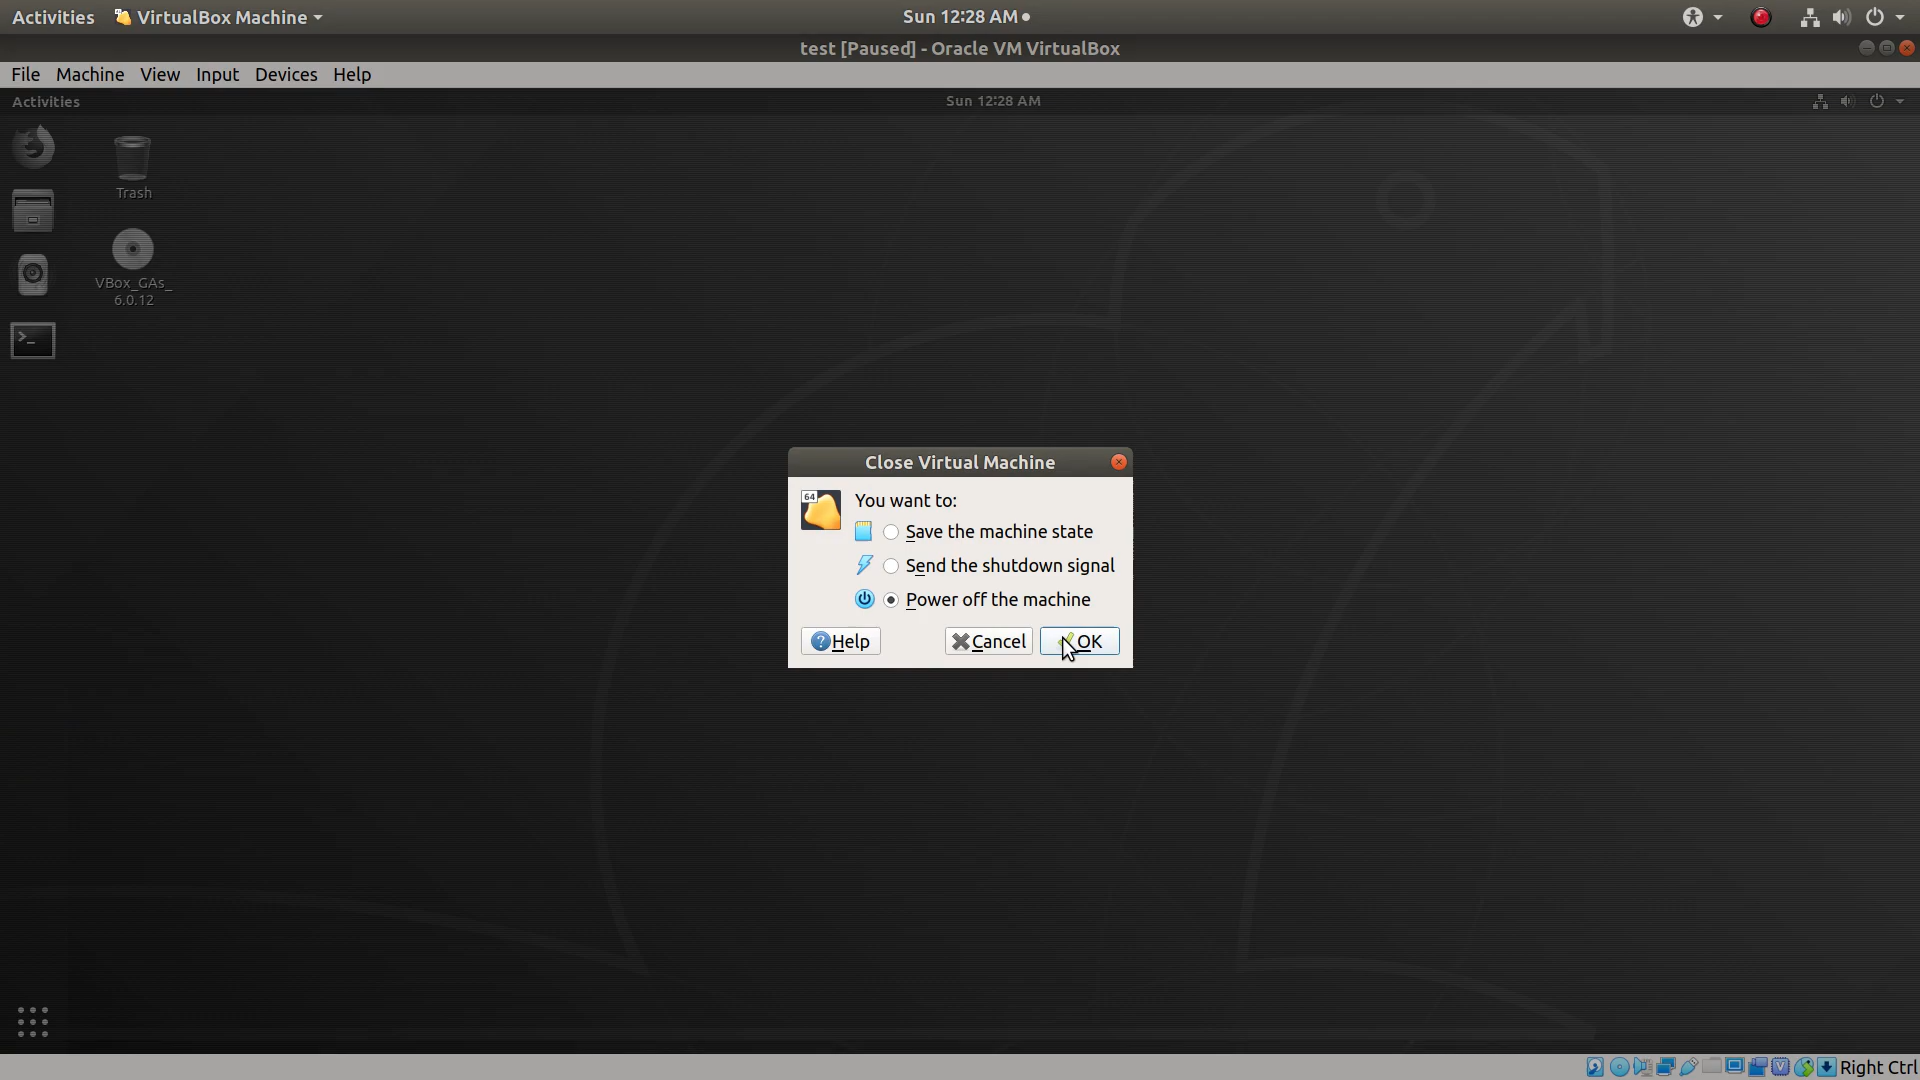 Activities VirtualBox Machine Sun 12:28 AM
test [Paused] - Oracle VM VirtualBox
File Machine View Input Devices Help
Activities Sun 12:28 AM
Trash
VBox_GAs_
6.0.12
>_
Close Virtual Machine
64
You want to:
Save the machine state
Send the shutdown signal
Power off the machine
Help Cancel OK
Right Ctrl